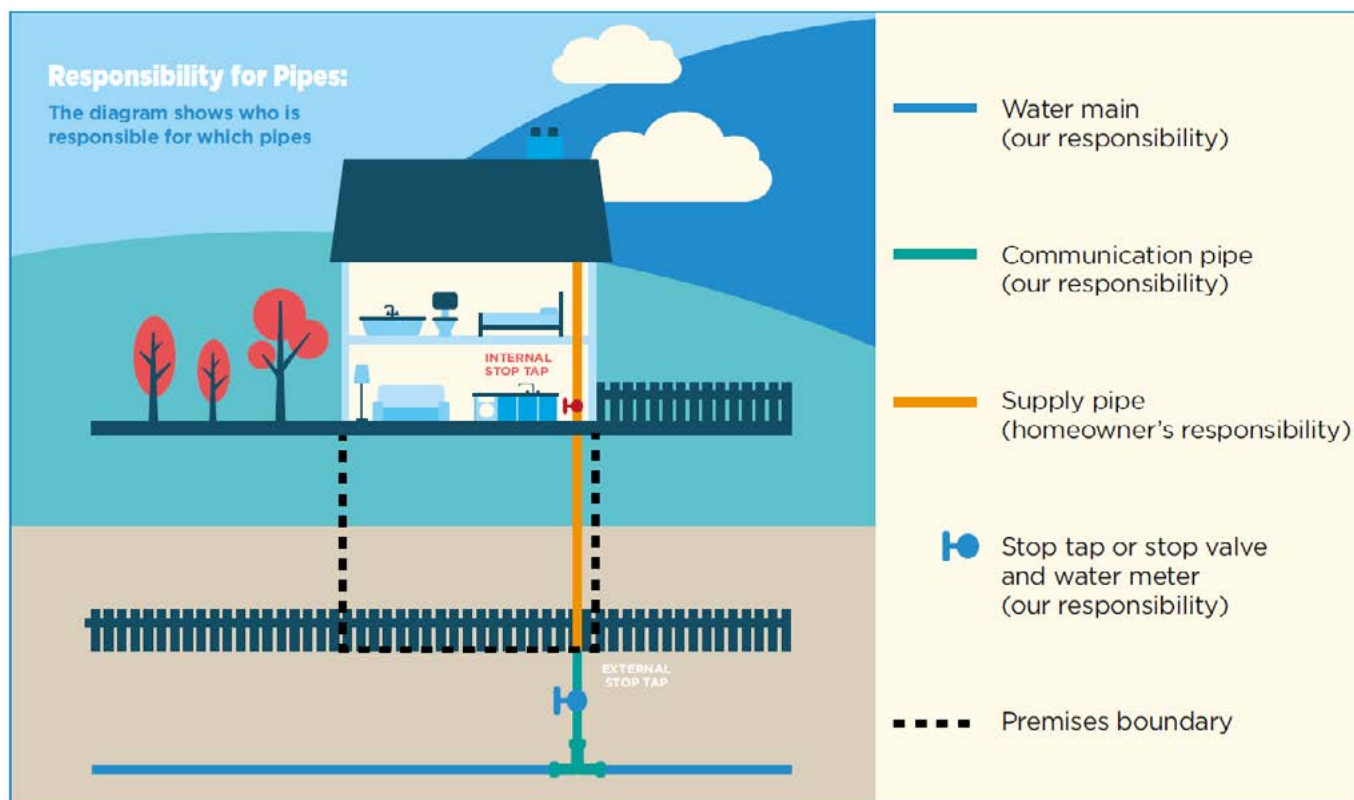 Responsibility for Pipes:
The diagram shows who is
responsible for which pipes
INTERNAL
STOP TAP
EXTERNAL
STOP TAP
Water main
(our responsibility)
Communication pipe
(our responsibility)
Supply pipe
(homeowner's responsibility)
Stop tap or stop valve
and water meter
(our responsibility)
Premises boundary